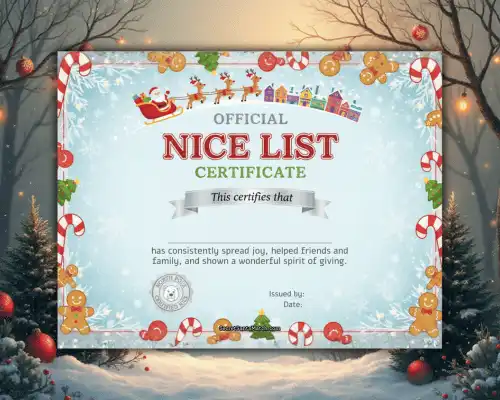 OFFICIAL
NICE LIST
CERTIFICATE
This certifies that
has consistently spread joy, helped friends and
family, and shown a wonderful spirit of giving.
Issued by:
Date: